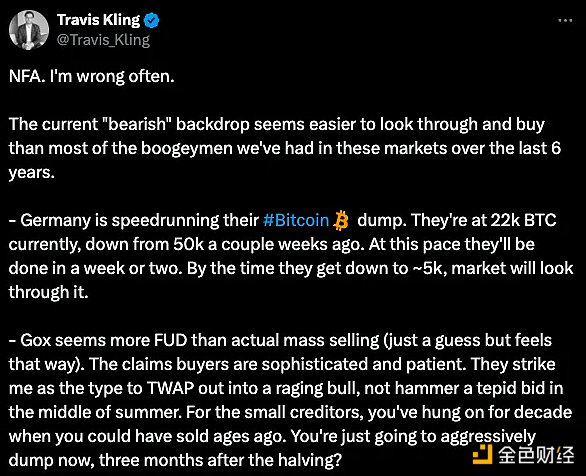 Travis Kling
@Travis_Kling
NFA. I'm wrong often.
The current "bearish" backdrop seems easier to look through and buy
than most of the boogeymen we've had in these markets over the last 6
years.
- Germany is speedrunning their #Bitcoin dump. They're at 22k BTC
currently, down from 50k a couple weeks ago. At this pace they'll be
done in a week or two. By the time they get down to ~5k, market will look
through it.
- Gox seems more FUD than actual mass selling (just a guess but feels
that way). The claims buyers are sophisticated and patient. They strike
me as the type to TWAP out into a raging bull, not hammer a tepid bid in
the middle of summer. For the small creditors, you've hung on for decade
when you could have sold ages ago. You're just going to aggressively
dump now, three months after the halving?
金色财经